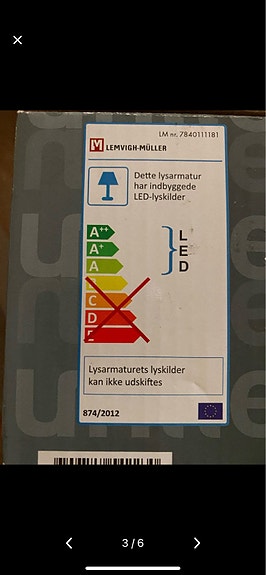 LM nr. 7840111181
LEMVIGH-MÜLLER
Dette lysarmatur
har indbyggede
LED-lyskilder
A++
A+
A
C
D
E
L
E
D
Lysarmaturets lyskilder
kan ikke udskiftes
874/2012
3/6